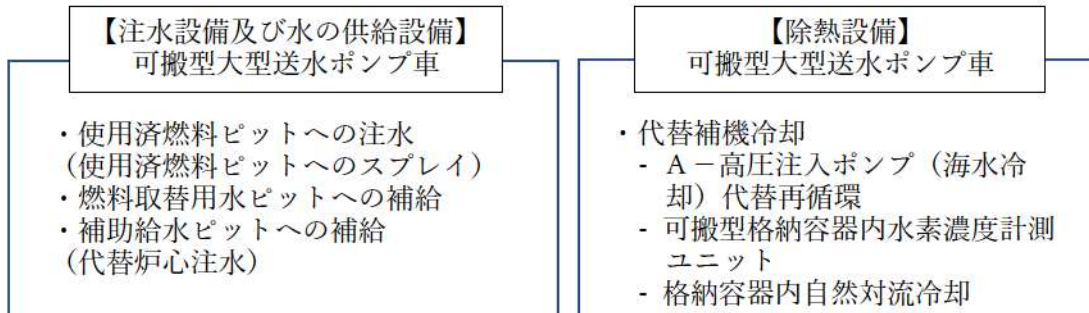 【注水設備及び水の供給設備】
可搬型大型送水ポンプ車
・使用済燃料ピットへの注水
(使用済燃料ピットへのスプレイ)
・燃料取替用水ピットへの補給
・補助給水ピットへの補給
(代替炉心注水)
【除熱設備】
可搬型大型送水ポンプ車
・代替補機冷却
- A-高圧注入ポンプ(海水冷
却)代替再循環
- 可搬型格納容器内水素濃度計測
ユニット
- 格納容器内自然対流冷却